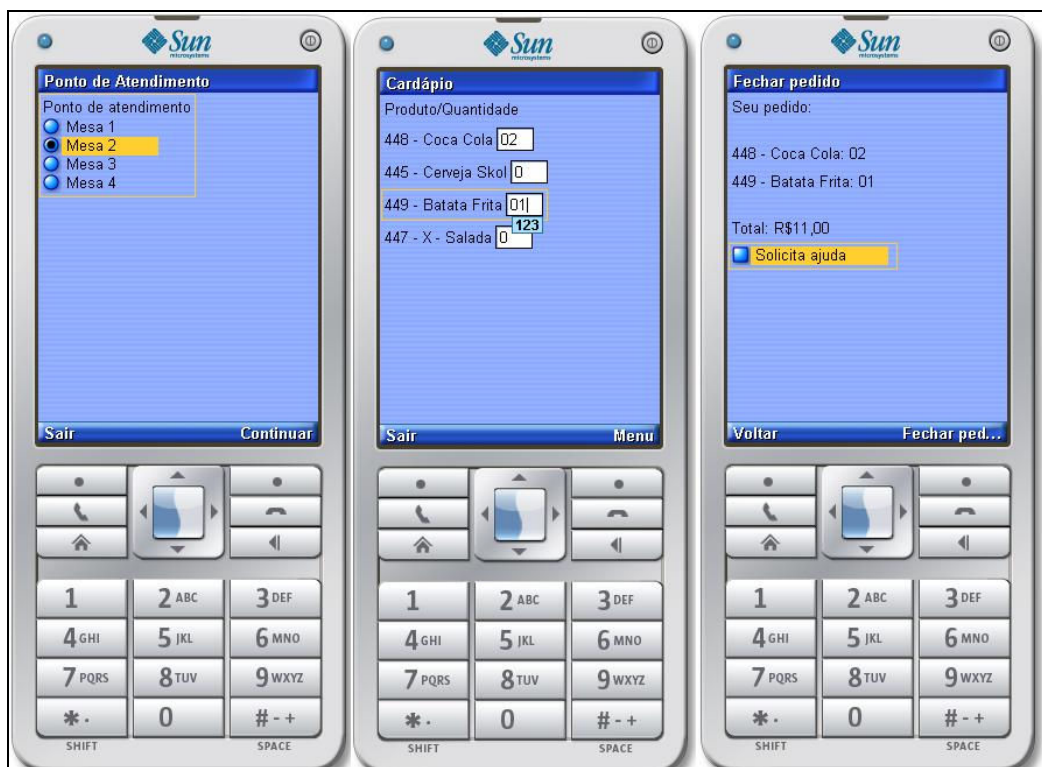 Sun
microsystems
Ponto de Atendimento
Ponto de atendimento
Mesa 1
Mesa 2
Mesa 3
Mesa 4
Sair Continuar
1 2 ABC 3 DEF
4 GHI 5 JKL 6 MNO
7 PQRS 8 TUV 9 WXYZ
* . 0 # - +
SHIFT SPACE
Sun
microsystems
Cardápio
Produto/Quantidade
448 - Coca Cola 02
445 - Cerveja Skol 0
449 - Batata Frita 01
123
447 - X - Salada 0
Sair Menu
1 2 ABC 3 DEF
4 GHI 5 JKL 6 MNO
7 PQRS 8 TUV 9 WXYZ
* . 0 # - +
SHIFT SPACE
Sun
microsystems
Fechar pedido
Seu pedido:
448 - Coca Cola: 02
449 - Batata Frita: 01
Total: R$11,00
Solicita ajuda
Voltar Fechar ped...
1 2 ABC 3 DEF
4 GHI 5 JKL 6 MNO
7 PQRS 8 TUV 9 WXYZ
* . 0 # - +
SHIFT SPACE